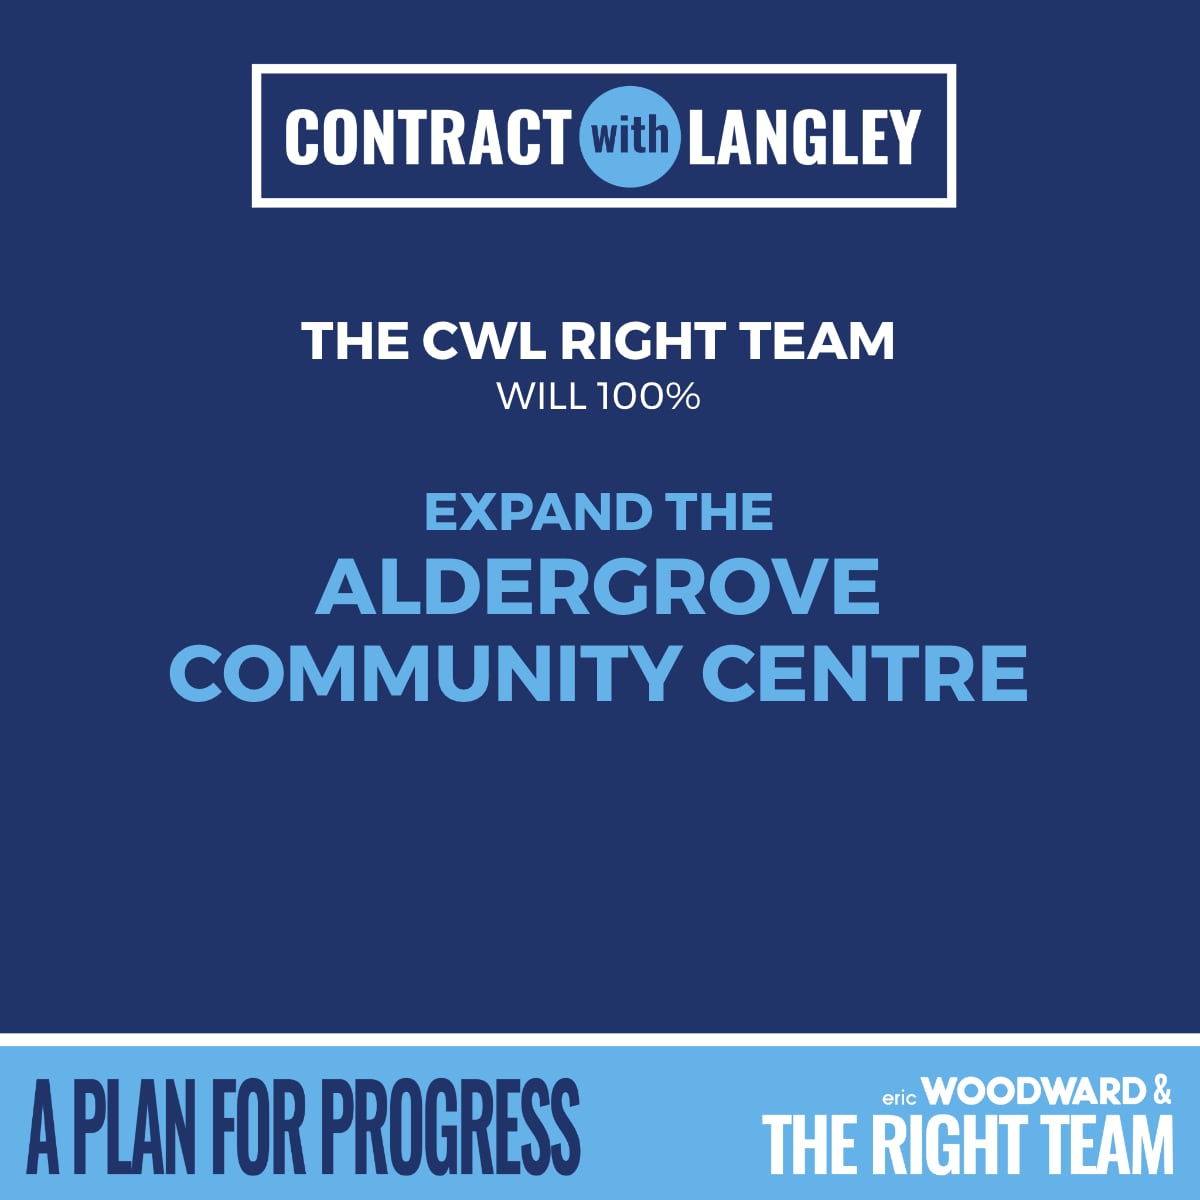 CONTRACT with LANGLEY
THE CWL RIGHT TEAM
WILL 100%
EXPAND THE
ALDERGROVE
COMMUNITY CENTRE
A PLAN FOR PROGRESS
eric WOODWARD &
THE RIGHT TEAM